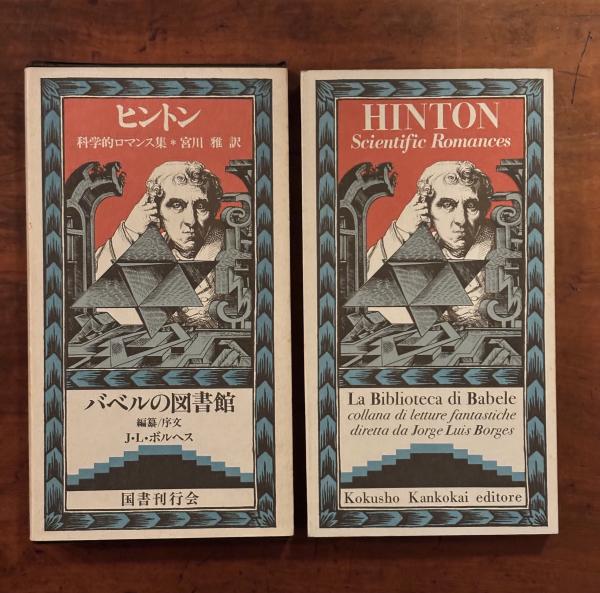 ヒントン
科学的ロマンス集＊宮川 雅 訳
バベルの図書館
編纂/序文
J・L・ボルヘス
国書刊行会
HINTON
Scientific Romances
La Biblioteca di Babele
collana di letture fantastiche
diretta da Jorge Luis Borges
Kokusho Kankokai editore